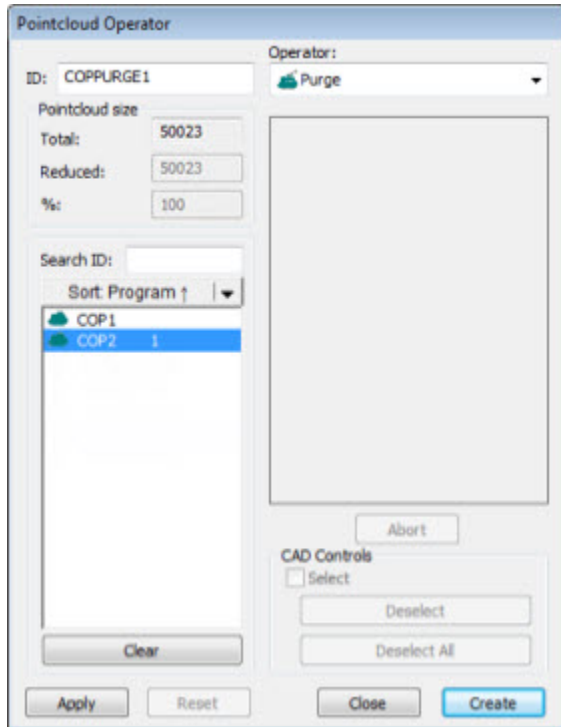 Pointcloud Operator
ID: COPPURGE1
Operator:
Purge
Pointcloud size
Total: 50023
Reduced: 50023
%: 100
Search ID:
Sort: Program ↑
COP1
COP2 1
Clear
Abort
CAD Controls
Select
Deselect
Deselect All
Apply Reset Close Create